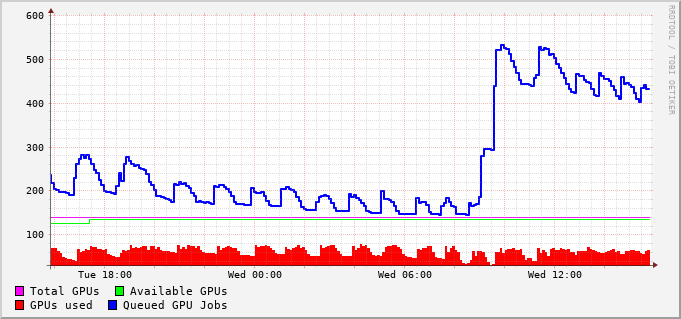 600
500
400
300
200
100
Tue 18:00 Wed 00:00 Wed 06:00 Wed 12:00
Total GPUs Available GPUs
GPUs used Queued GPU Jobs
RRDTOOL / TOBI OETIKER